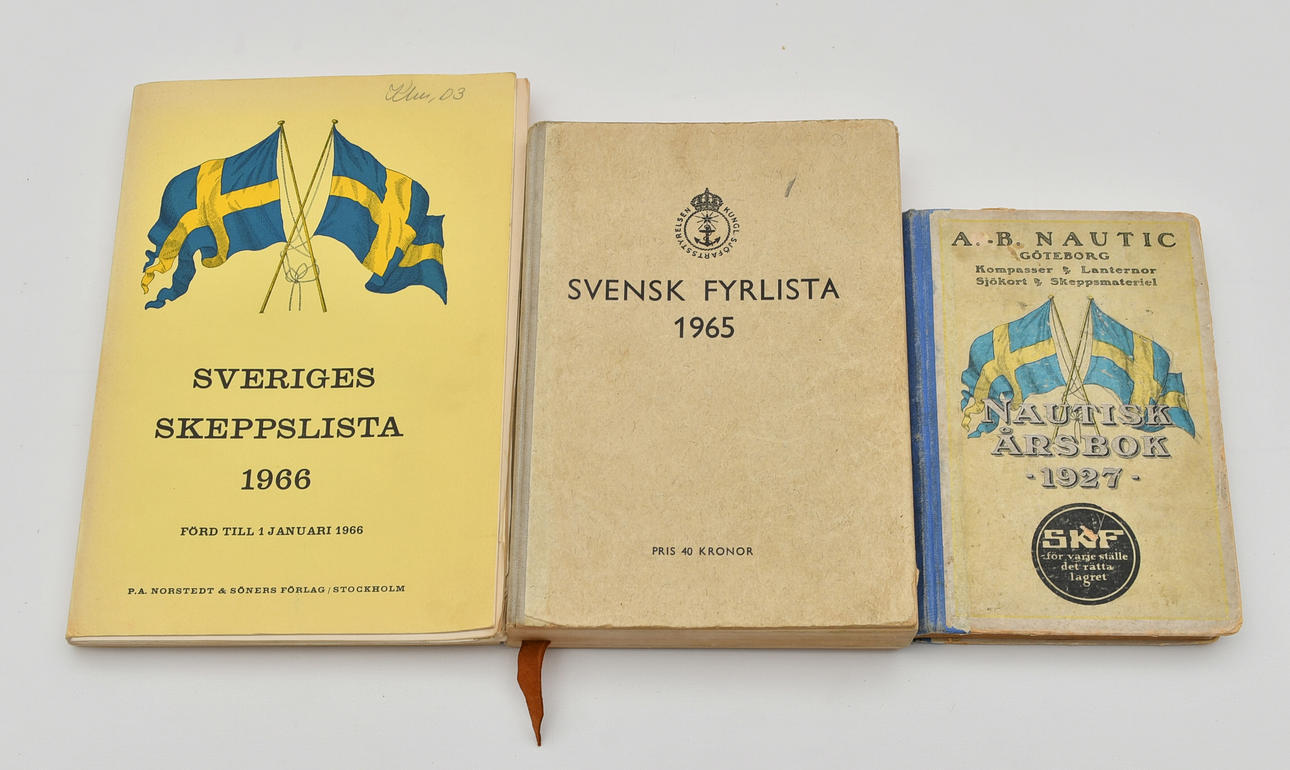 SVERIGES
SKEPPSLISTA
1966
FÖRD TILL 1 JANUARI 1966
P.A. NORSTEDT & SÖNERS FÖRLAG / STOCKHOLM
KUNGL. SJÖFARTSSTYRELSEN
SVENSK FYRLISTA
1965
PRIS 40 KRONOR
A.-B. NAUTIC
GÖTEBORG
Kompasser & Lanternor
Sjökort & Skeppsmateriel
NAUTISK
ÅRSBOK
- 1927 -
SKF
för varje ställe
det rätta
lagret